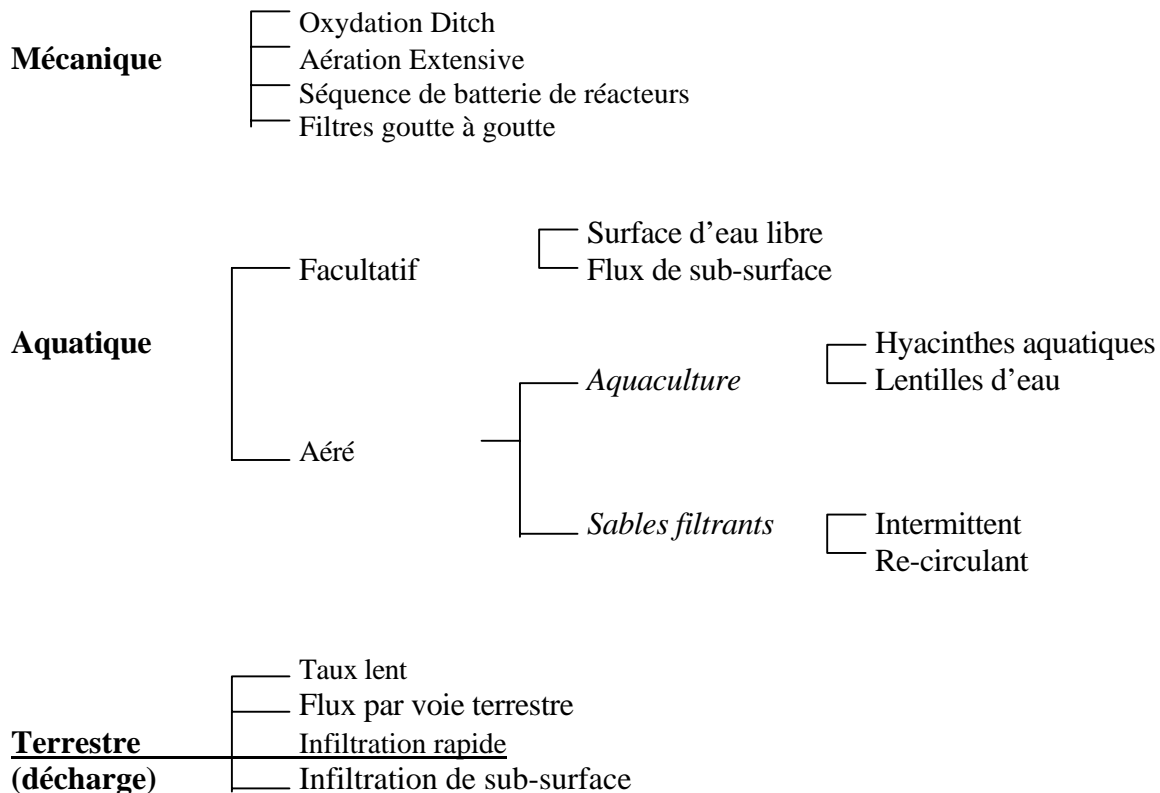 Oxydation Ditch
Mécanique
Aération Extensive
Séquence de batterie de réacteurs
Filtres goutte à goutte
Surface d'eau libre
Facultatif
Flux de sub-surface
Aquatique
Hyacinthes aquatiques
Aquaculture
Lentilles d'eau
Aéré
Sables filtrants
Intermittent
Re-circulant
Taux lent
Flux par voie terrestre
Terrestre
Infiltration rapide
(décharge)
Infiltration de sub-surface